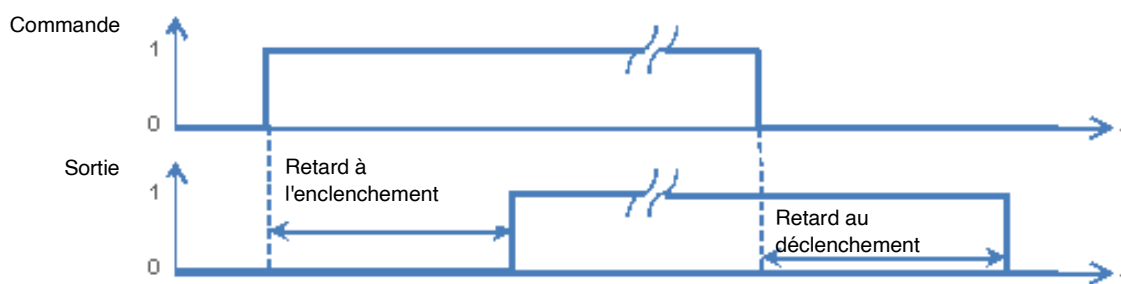 Commande
1
0
Sortie
1
0
Retard à
l'enclenchement
Retard au
déclenchement